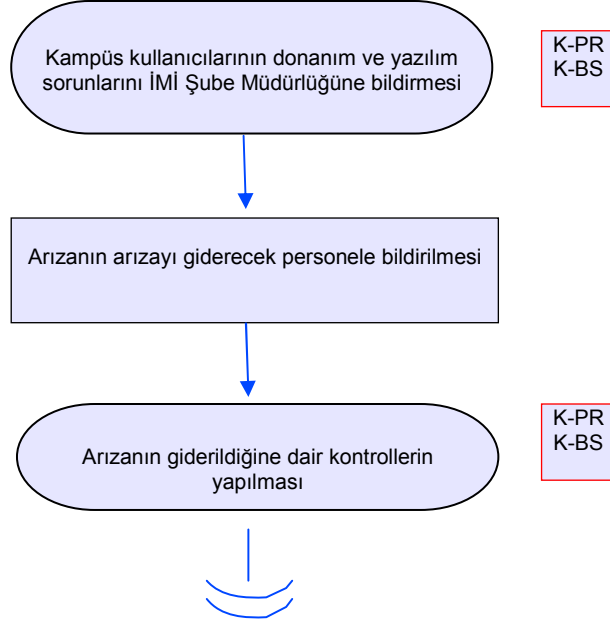 Kampüs kullanıcılarının donanım ve yazılım
sorunlarını İMİ Şube Müdürlüğüne bildirmesi
K-PR
K-BS
Arızanın arızayı giderecek personele bildirilmesi
Arızanın giderildiğine dair kontrollerin
yapılması
K-PR
K-BS